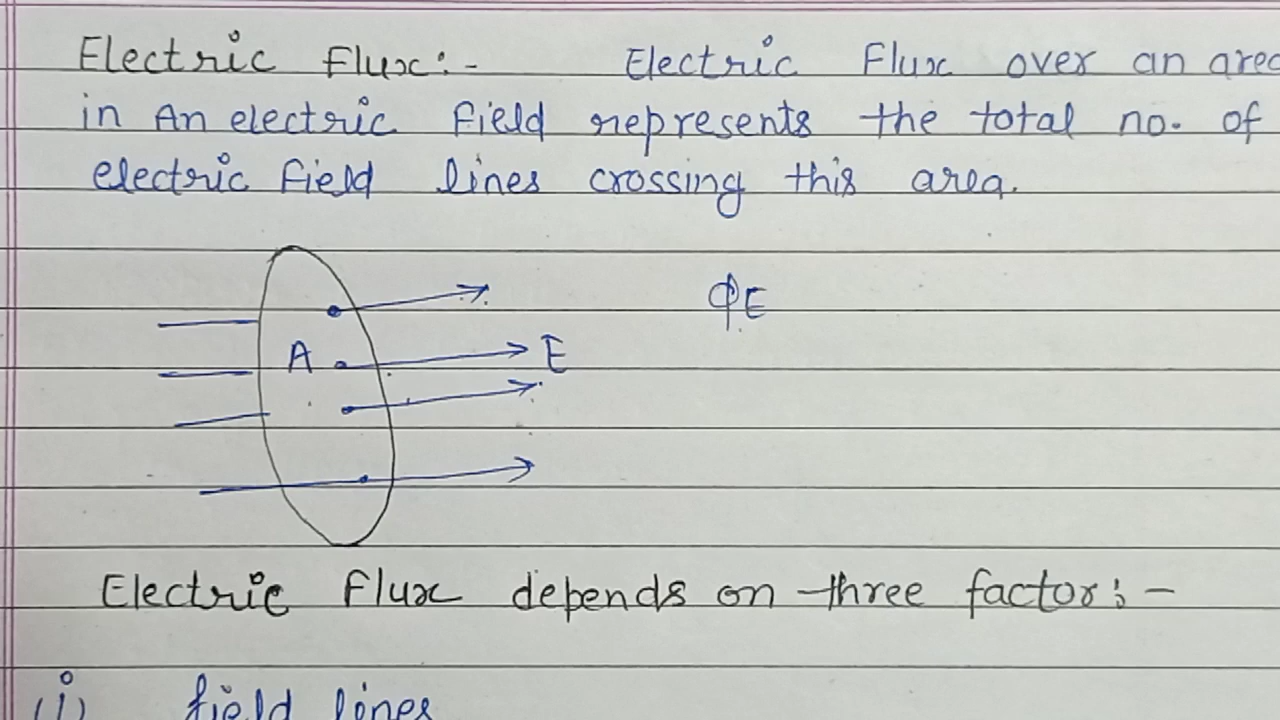 Electric Flux:- Electric Flux over an area
in An electric field represents the total no. of
electric field lines crossing this area.
ΦE
A E
Electric Flux depends on three factor:-
(i) field lines